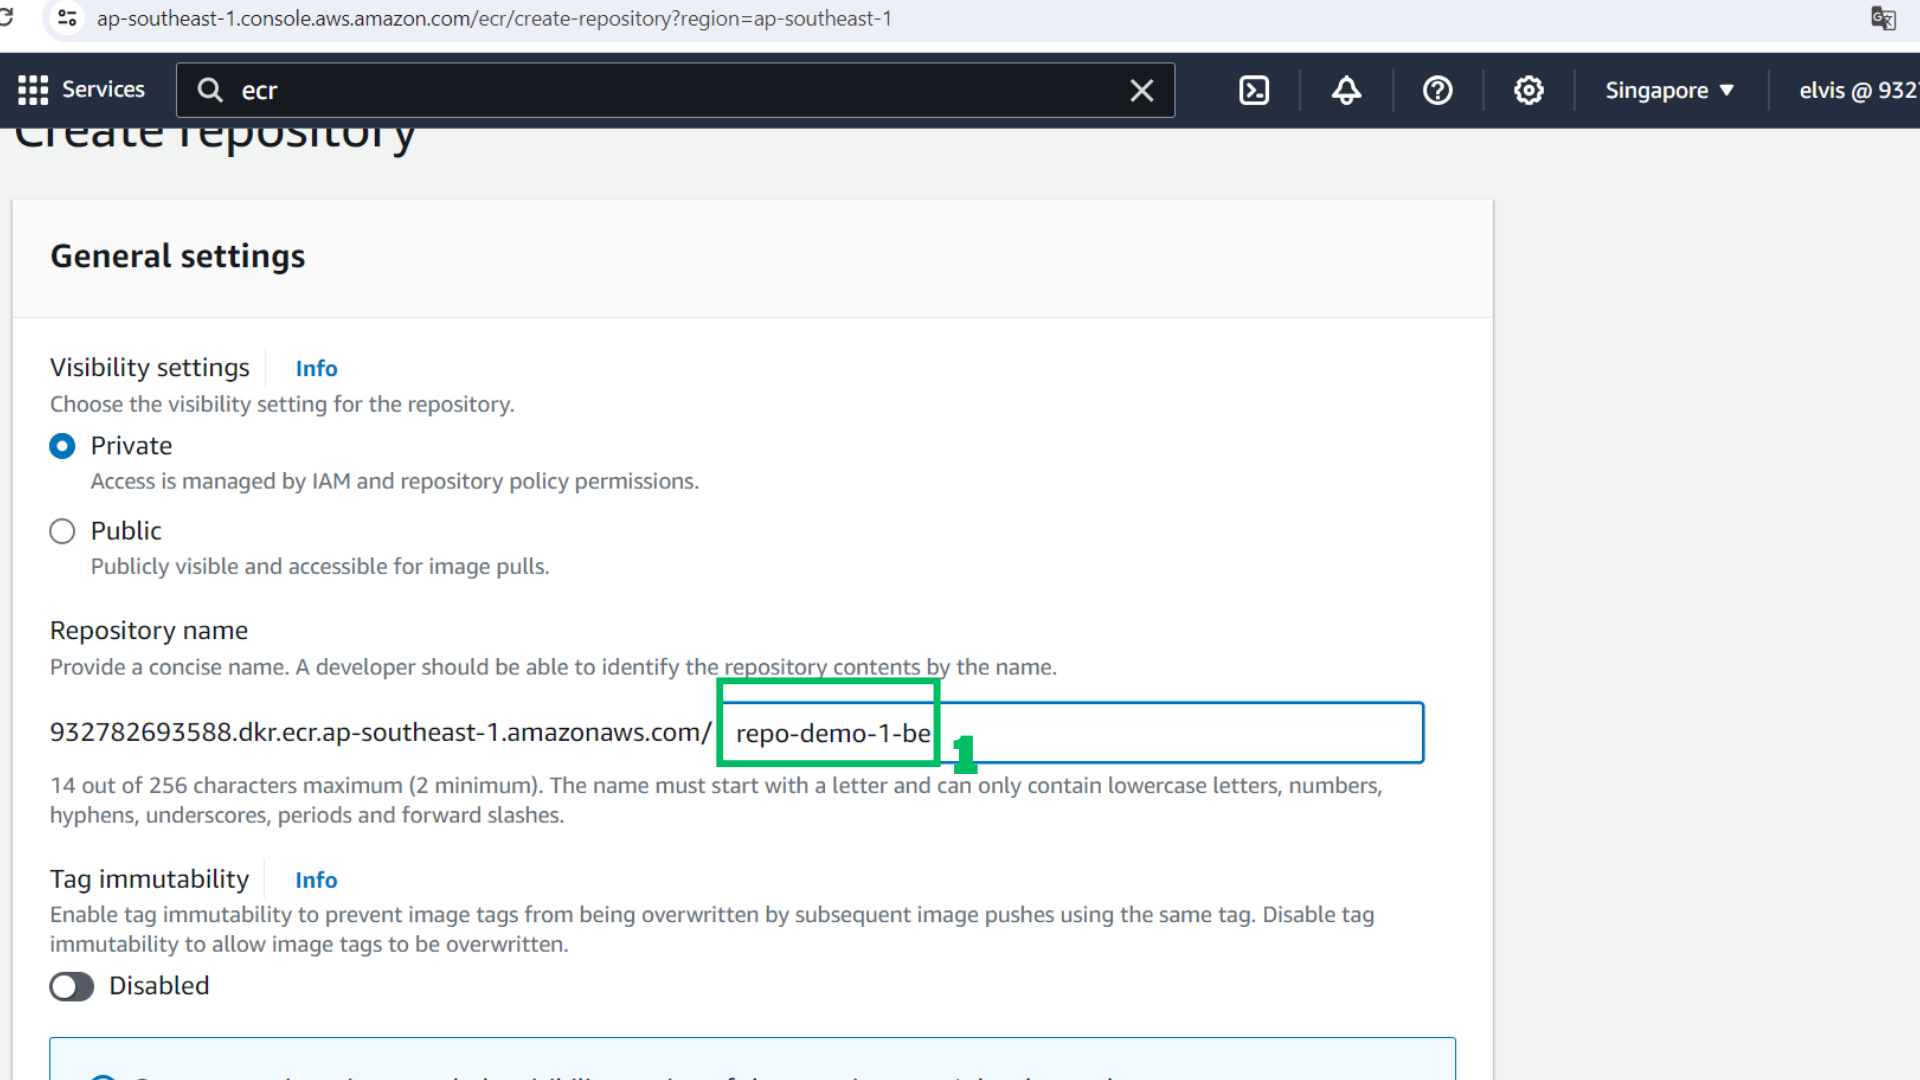 ap-southeast-1.console.aws.amazon.com/ecr/create-repository?region=ap-southeast-1
Services
ecr
Singapore
elvis @ 932
Create repository
General settings
Visibility settings
Info
Choose the visibility setting for the repository.
Private
Access is managed by IAM and repository policy permissions.
Public
Publicly visible and accessible for image pulls.
Repository name
Provide a concise name. A developer should be able to identify the repository contents by the name.
932782693588.dkr.ecr.ap-southeast-1.amazonaws.com/
repo-demo-1-be
1
14 out of 256 characters maximum (2 minimum). The name must start with a letter and can only contain lowercase letters, numbers,
hyphens, underscores, periods and forward slashes.
Tag immutability
Info
Enable tag immutability to prevent image tags from being overwritten by subsequent image pushes using the same tag. Disable tag
immutability to allow image tags to be overwritten.
Disabled